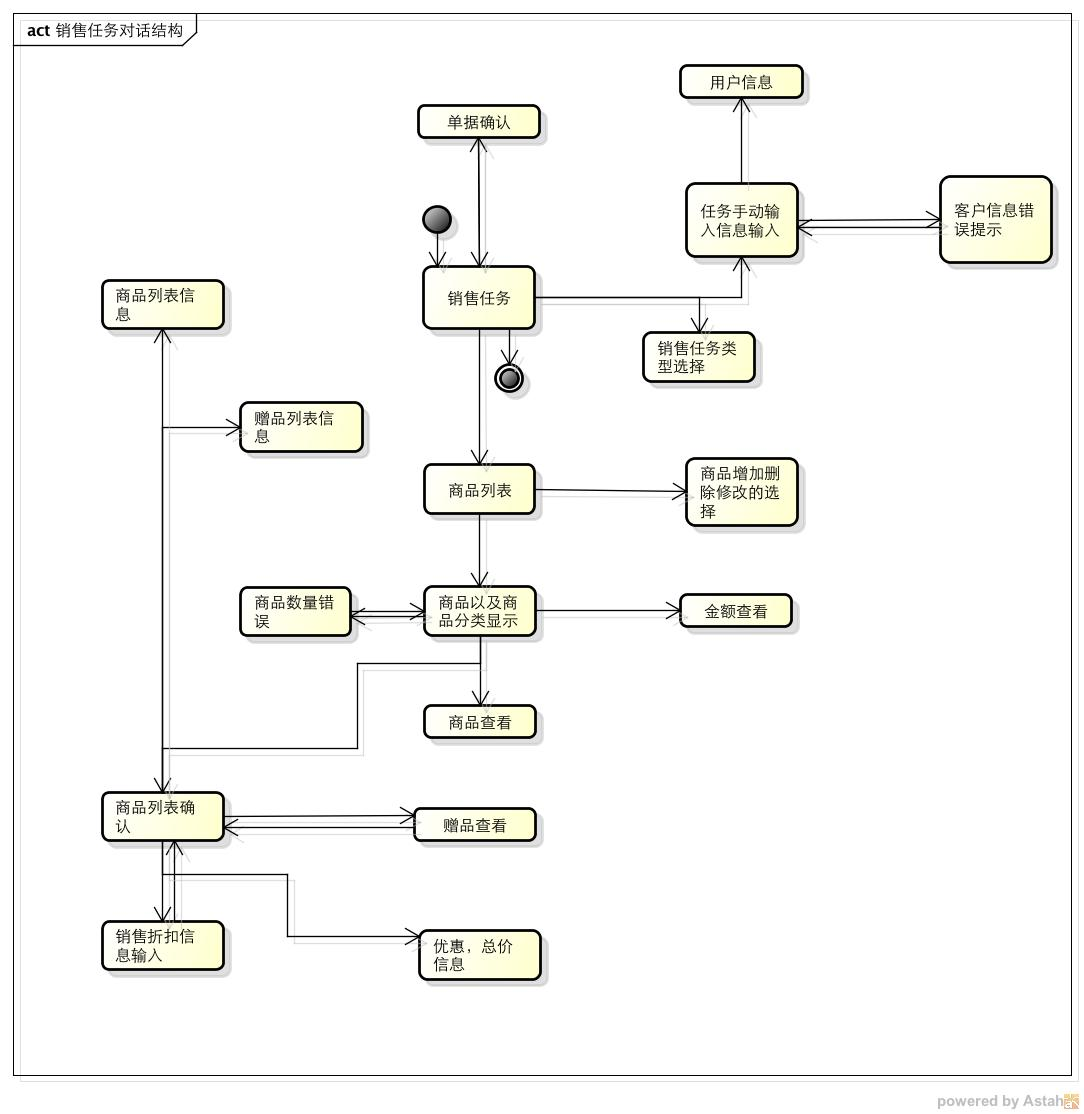 act 销售任务对话结构
用户信息
单据确认
任务手动输
入信息输入
客户信息错
误提示
销售任务
商品列表信
息
销售任务类
型选择
赠品列表信
息
商品列表
商品增加删
除修改的选
择
商品数量错
误
商品以及商
品分类显示
金额查看
商品查看
商品列表确
认
赠品查看
销售折扣信
息输入
优惠，总价
信息
powered by Astah